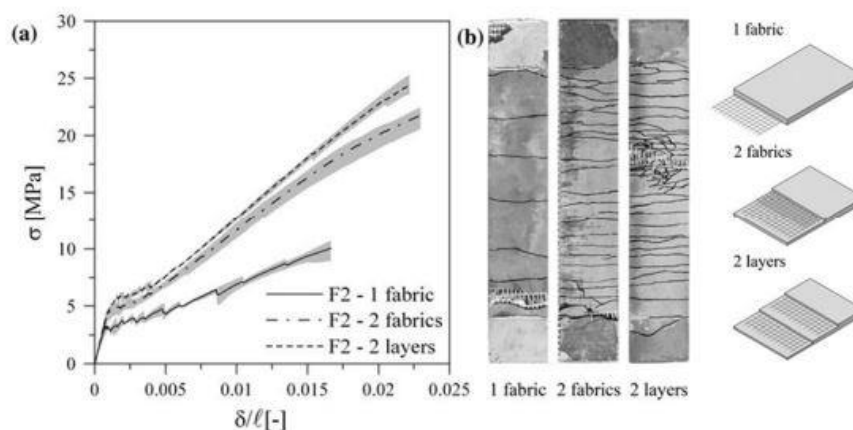 (a)
30
25
20
15
10
5
0
σ [MPa]
F2 - 1 fabric
F2 - 2 fabrics
F2 - 2 layers
0 0.005 0.01 0.015 0.02 0.025
δ/ℓ[-]
(b)
1 fabric 2 fabrics 2 layers
1 fabric
2 fabrics
2 layers